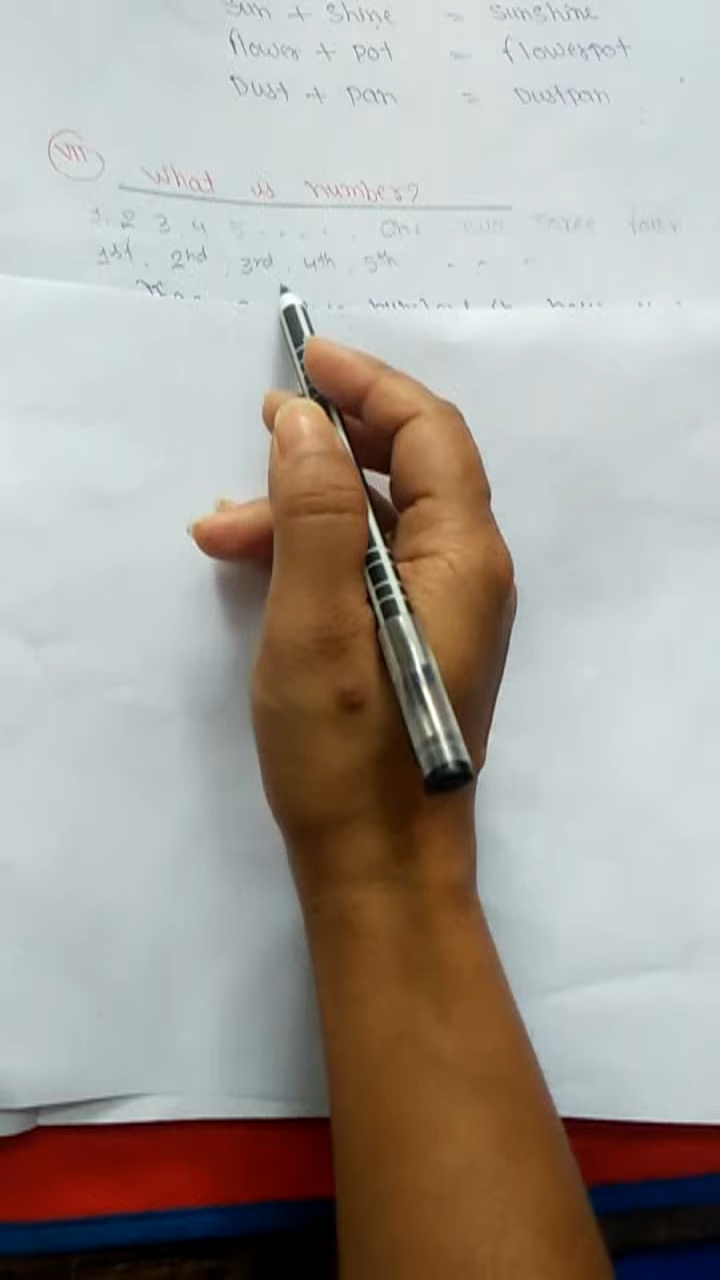 Sun + Shine = Sunshine
flower + pot = flowerpot
Dust + pan = Dustpan
VII What is number?
1, 2 3 4 5 . . . . . One two three four
1st, 2nd, 3rd, 4th, 5th - - -